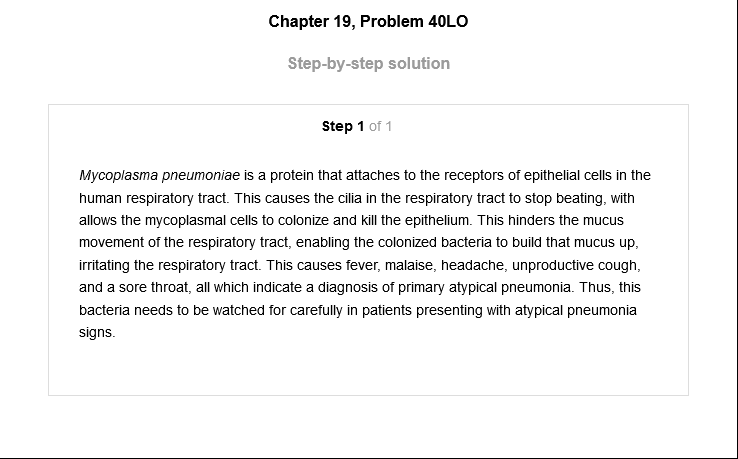 Chapter 19, Problem 40LO
Step-by-step solution
Step 1 of 1
Mycoplasma pneumoniae is a protein that attaches to the receptors of epithelial cells in the
human respiratory tract. This causes the cilia in the respiratory tract to stop beating, with
allows the mycoplasmal cells to colonize and kill the epithelium. This hinders the mucus
movement of the respiratory tract, enabling the colonized bacteria to build that mucus up,
irritating the respiratory tract. This causes fever, malaise, headache, unproductive cough,
and a sore throat, all which indicate a diagnosis of primary atypical pneumonia. Thus, this
bacteria needs to be watched for carefully in patients presenting with atypical pneumonia
signs.